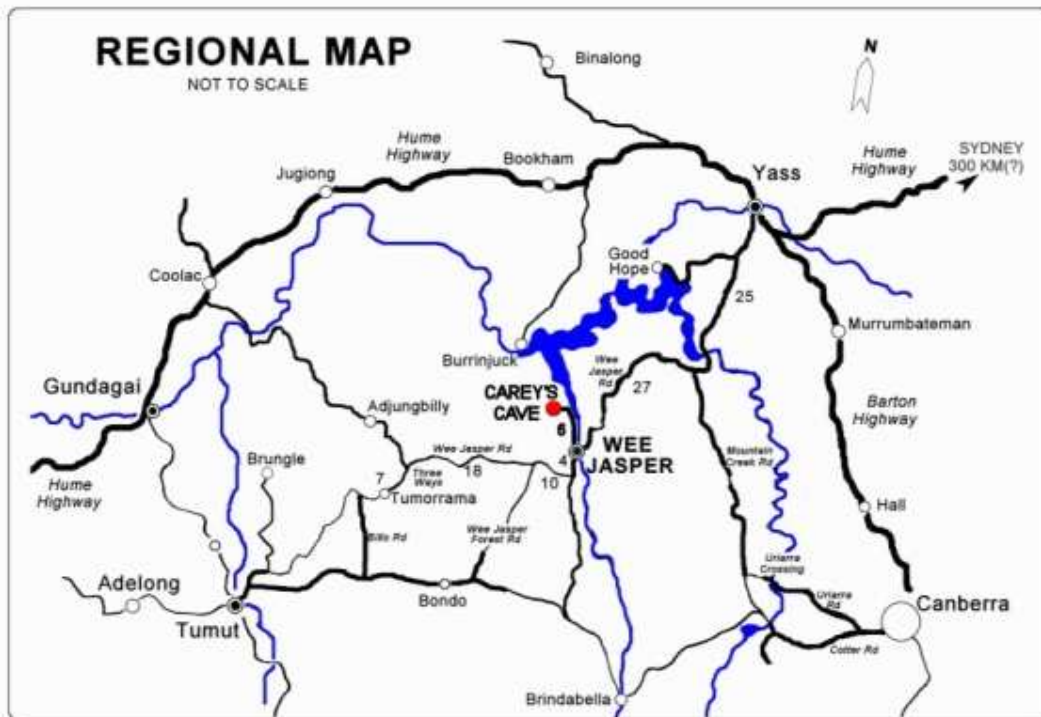 REGIONAL MAP
NOT TO SCALE
N
Binalong
Hume
Highway
Bookham
Jugiong
Yass
Hume
Highway
SYDNEY
300 KM(?)
Good
Hope
Coolac
25
Murrumbateman
Burrinjuck
Wee
Jasper
Rd
27
Gundagai
CAREY'S
CAVE
6
Adjungbilly
Barton
Highway
WEE
JASPER
Wee Jasper Rd
4
Brungle
7
Three
Ways
18
10
Mountain
Creek Rd
Hume
Highway
Tumorrama
Hall
Bills Rd
Wee Jasper
Forest Rd
Uriarra
Crossing
Adelong
Bondo
Uriarra
Rd
Canberra
Tumut
Cotter Rd
Brindabella